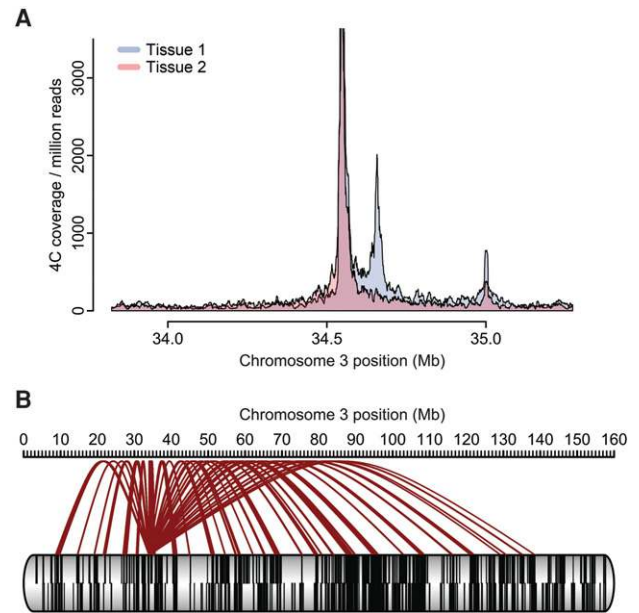 A
Tissue 1
Tissue 2
4C coverage / million reads
3000
2000
1000
0
34.0 34.5 35.0
Chromosome 3 position (Mb)
B
Chromosome 3 position (Mb)
0 10 20 30 40 50 60 70 80 90 100 110 120 130 140 150 160